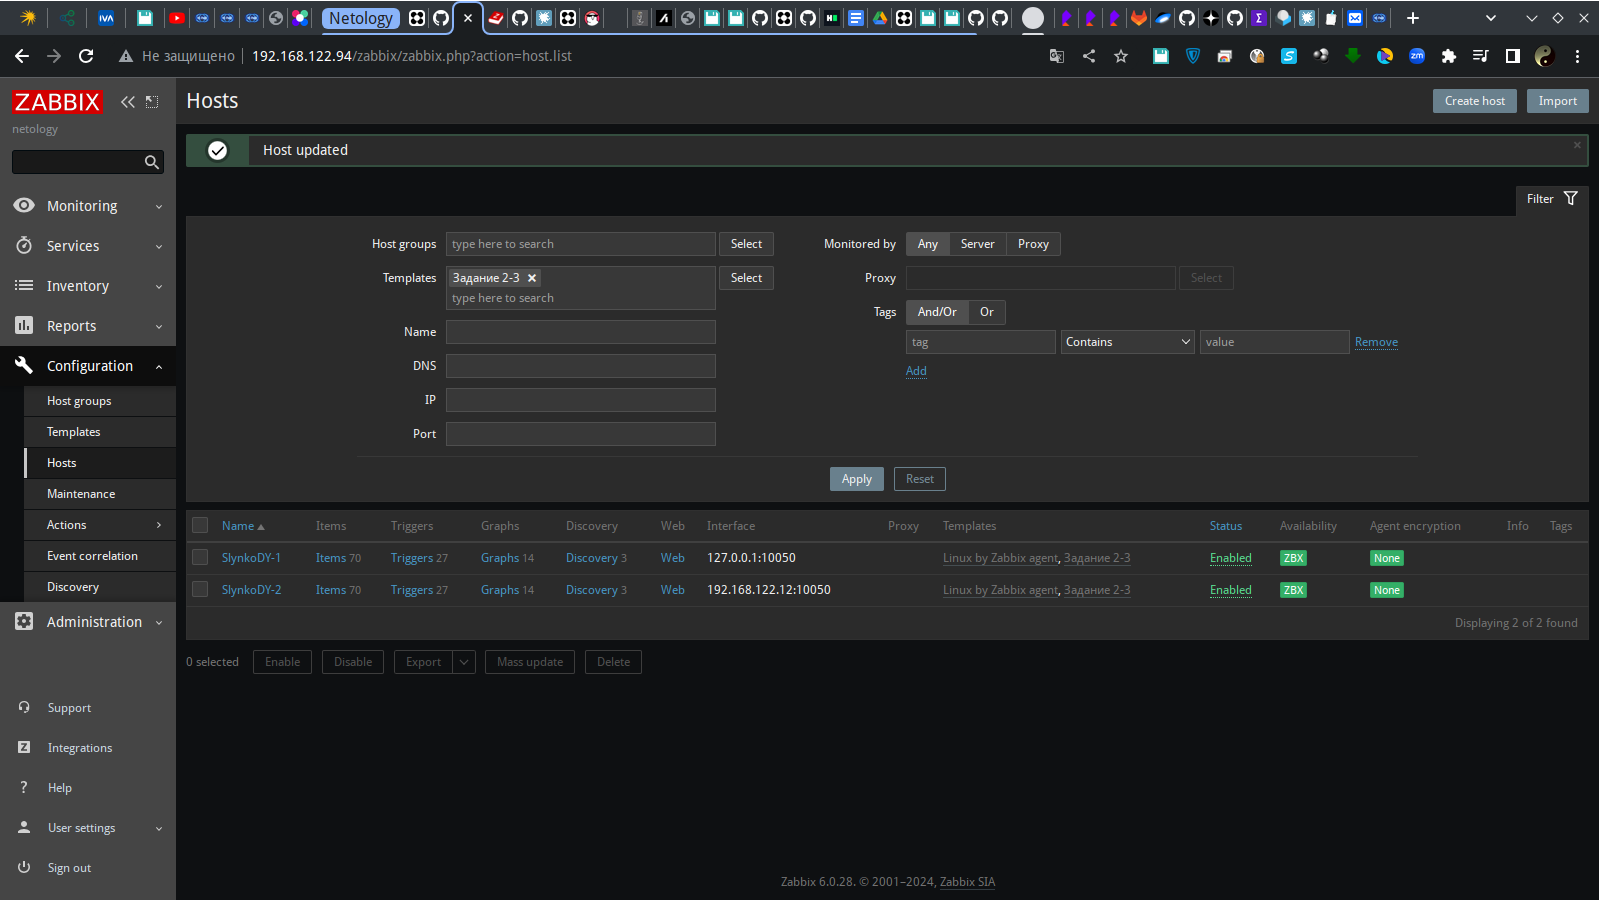 IVA
Netology
Не защищено
192.168.122.94/zabbix/zabbix.php?action=host.list
ZABBIX
netology
Monitoring
Services
Inventory
Reports
Configuration
Host groups
Templates
Hosts
Maintenance
Actions
Event correlation
Discovery
Administration
Support
Integrations
Help
User settings
Sign out
Hosts
Create host
Import
Host updated
Filter
Host groups
type here to search
Select
Monitored by
Any
Server
Proxy
Templates
Задание 2-3
type here to search
Select
Proxy
Select
Tags
And/Or
Or
Name
tag
Contains
value
Remove
DNS
Add
IP
Port
Apply
Reset
Name Items Triggers Graphs Discovery Web Interface Proxy Templates Status Availability Agent encryption Info Tags
SlynkoDY-1 Items 70 Triggers 27 Graphs 14 Discovery 3 Web 127.0.0.1:10050 Linux by Zabbix agent, Задание 2-3 Enabled ZBX None
SlynkoDY-2 Items 70 Triggers 27 Graphs 14 Discovery 3 Web 192.168.122.12:10050 Linux by Zabbix agent, Задание 2-3 Enabled ZBX None
Displaying 2 of 2 found
0 selected
Enable
Disable
Export
Mass update
Delete
Zabbix 6.0.28. © 2001–2024, Zabbix SIA